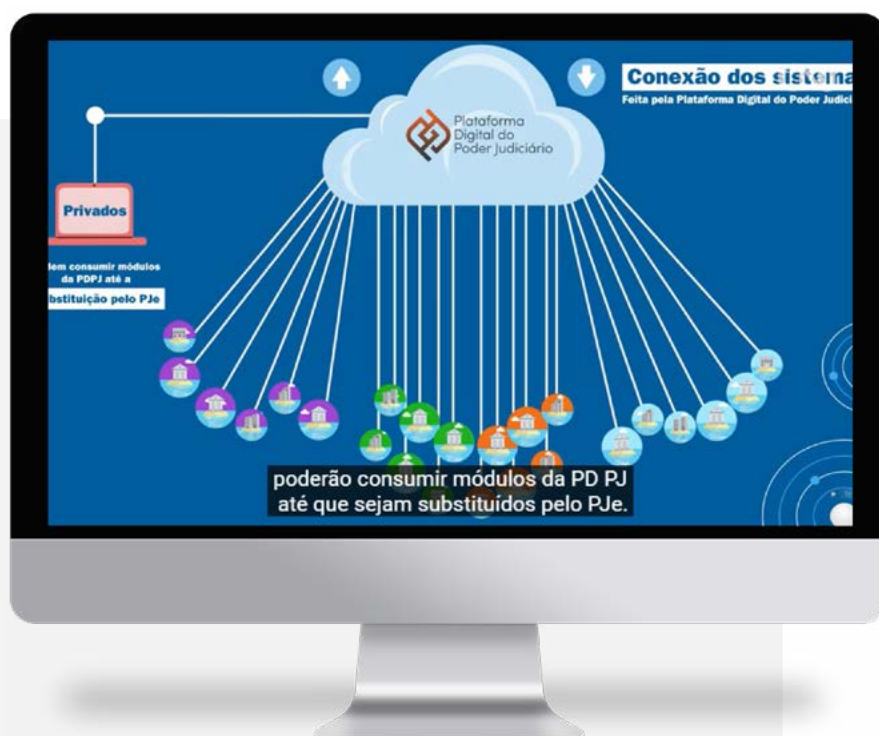 Conexão dos sistema
Feita pela Plataforma Digital do Poder Judici
Plataforma
Digital do
Poder Judiciário
Privados
dem consumir módulos
da PDPJ até a
bstituição pelo PJe
poderão consumir módulos da PD PJ
até que sejam substituídos pelo PJe.